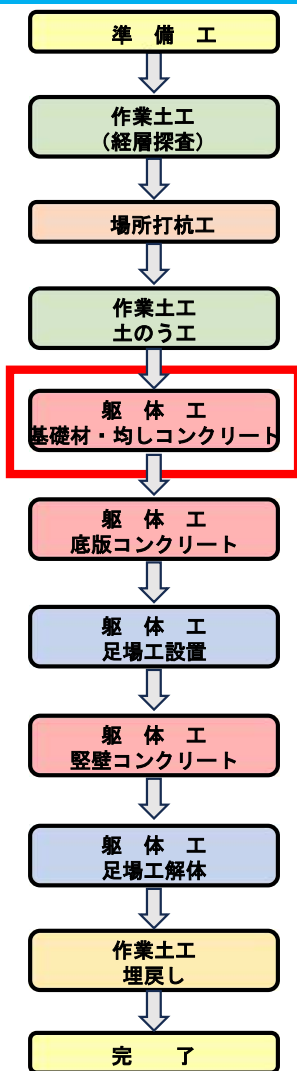 準　備　工
作業土工
（経層探査）
場所打杭工
作業土工
土のう工
躯　体　工
基礎材・均しコンクリート
躯　体　工
底版コンクリート
躯　体　工
足場工設置
躯　体　工
竪壁コンクリート
躯　体　工
足場工解体
作業土工
埋戻し
完　　了